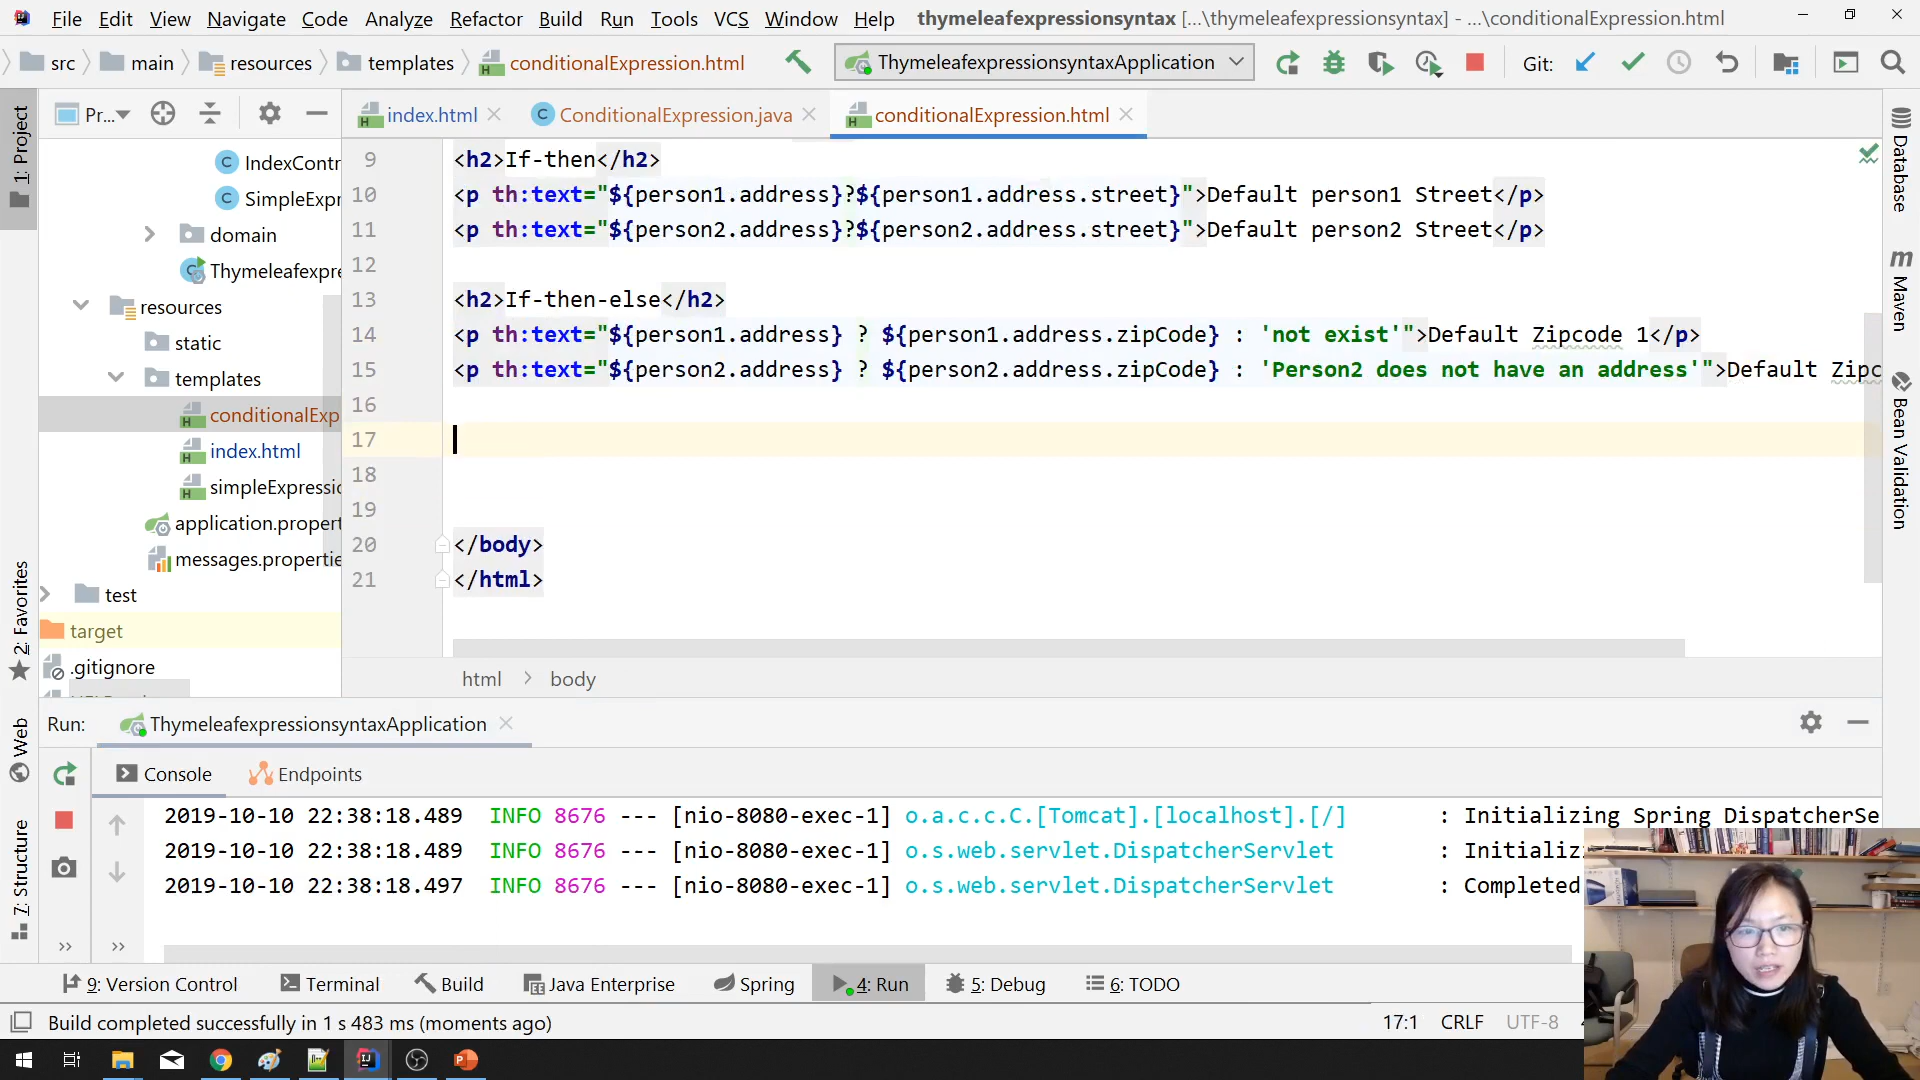 File Edit View Navigate Code Analyze Refactor Build Run Tools VCS Window Help thymeleafexpressionsyntax [...\thymeleafexpressionsyntax] - ...\conditionalExpression.html
src main resources templates conditionalExpression.html ThymeleafexpressionsyntaxApplication Git:
1: Project
Pr...
index.html ConditionalExpression.java conditionalExpression.html
IndexContr
SimpleExpr
domain
Thymeleafexpre
resources
static
templates
conditionalExp
index.html
simpleExpressio
application.propert
messages.propertie
test
target
.gitignore
9 <h2>If-then</h2>
10 <p th:text="${person1.address}?${person1.address.street}">Default person1 Street</p>
11 <p th:text="${person2.address}?${person2.address.street}">Default person2 Street</p>
12
13 <h2>If-then-else</h2>
14 <p th:text="${person1.address} ? ${person1.address.zipCode} : 'not exist'">Default Zipcode 1</p>
15 <p th:text="${person2.address} ? ${person2.address.zipCode} : 'Person2 does not have an address'">Default Zipc
16
17
18
19
20 </body>
21 </html>
html body
Database
Maven
Bean Validation
2: Favorites
Web
7: Structure
Run: ThymeleafexpressionsyntaxApplication
Console Endpoints
2019-10-10 22:38:18.489 INFO 8676 --- [nio-8080-exec-1] o.a.c.c.C.[Tomcat].[localhost].[/] : Initializing Spring DispatcherSe
2019-10-10 22:38:18.489 INFO 8676 --- [nio-8080-exec-1] o.s.web.servlet.DispatcherServlet : Initializi
2019-10-10 22:38:18.497 INFO 8676 --- [nio-8080-exec-1] o.s.web.servlet.DispatcherServlet : Completed
9: Version Control Terminal Build Java Enterprise Spring 4: Run 5: Debug 6: TODO
Build completed successfully in 1 s 483 ms (moments ago) 17:1 CRLF UTF-8